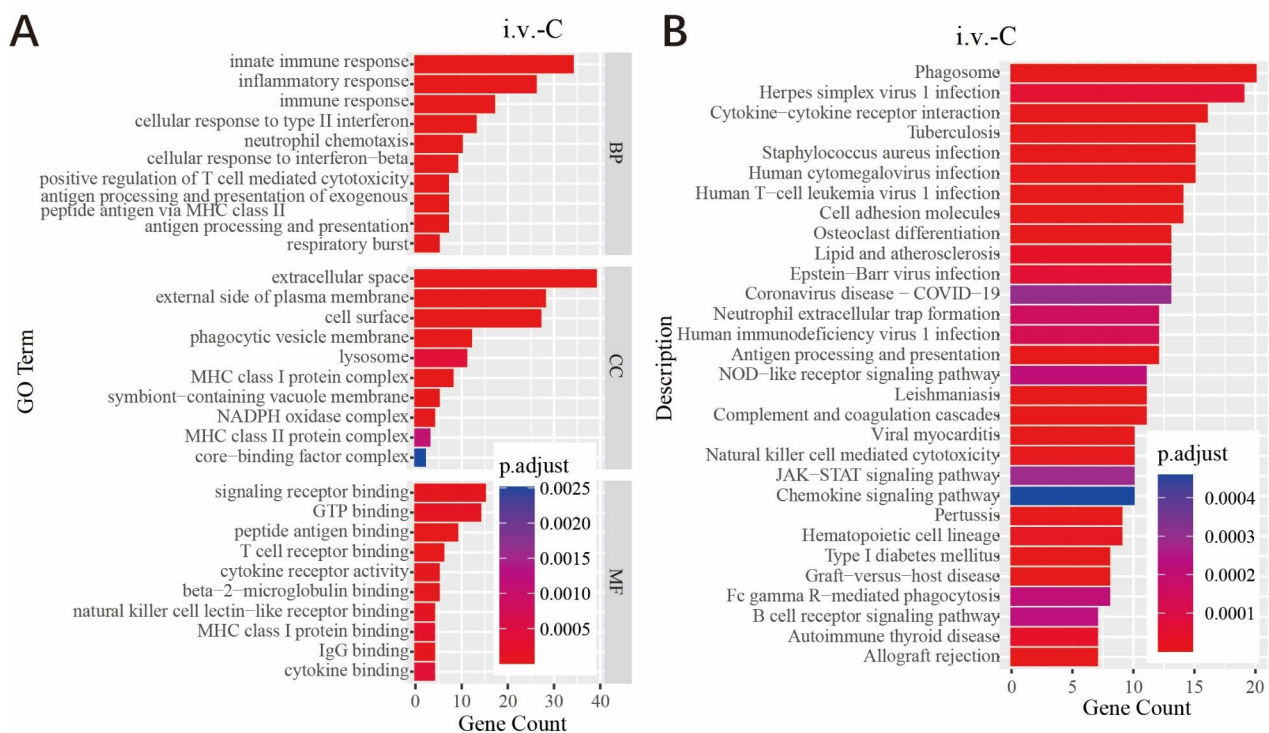 A
i.v.-C
innate immune response
inflammatory response
immune response
cellular response to type II interferon
neutrophil chemotaxis
cellular response to interferon−beta
positive regulation of T cell mediated cytotoxicity
antigen processing and presentation of exogenous
peptide antigen via MHC class II
antigen processing and presentation
respiratory burst
BP
extracellular space
external side of plasma membrane
cell surface
phagocytic vesicle membrane
lysosome
MHC class I protein complex
symbiont-containing vacuole membrane
NADPH oxidase complex
MHC class II protein complex
core-binding factor complex
CC
signaling receptor binding
GTP binding
peptide antigen binding
T cell receptor binding
cytokine receptor activity
beta-2-microglobulin binding
natural killer cell lectin-like receptor binding
MHC class I protein binding
IgG binding
cytokine binding
MF
GO Term
0 10 20 30 40
Gene Count
p.adjust
0.0025
0.0020
0.0015
0.0010
0.0005
B
i.v.-C
Phagosome
Herpes simplex virus 1 infection
Cytokine−cytokine receptor interaction
Tuberculosis
Staphylococcus aureus infection
Human cytomegalovirus infection
Human T−cell leukemia virus 1 infection
Cell adhesion molecules
Osteoclast differentiation
Lipid and atherosclerosis
Epstein−Barr virus infection
Coronavirus disease − COVID−19
Neutrophil extracellular trap formation
Human immunodeficiency virus 1 infection
Antigen processing and presentation
NOD−like receptor signaling pathway
Leishmaniasis
Complement and coagulation cascades
Viral myocarditis
Natural killer cell mediated cytotoxicity
JAK−STAT signaling pathway
Chemokine signaling pathway
Pertussis
Hematopoietic cell lineage
Type I diabetes mellitus
Graft−versus−host disease
Fc gamma R−mediated phagocytosis
B cell receptor signaling pathway
Autoimmune thyroid disease
Allograft rejection
Description
0 5 10 15 20
Gene Count
p.adjust
0.0004
0.0003
0.0002
0.0001